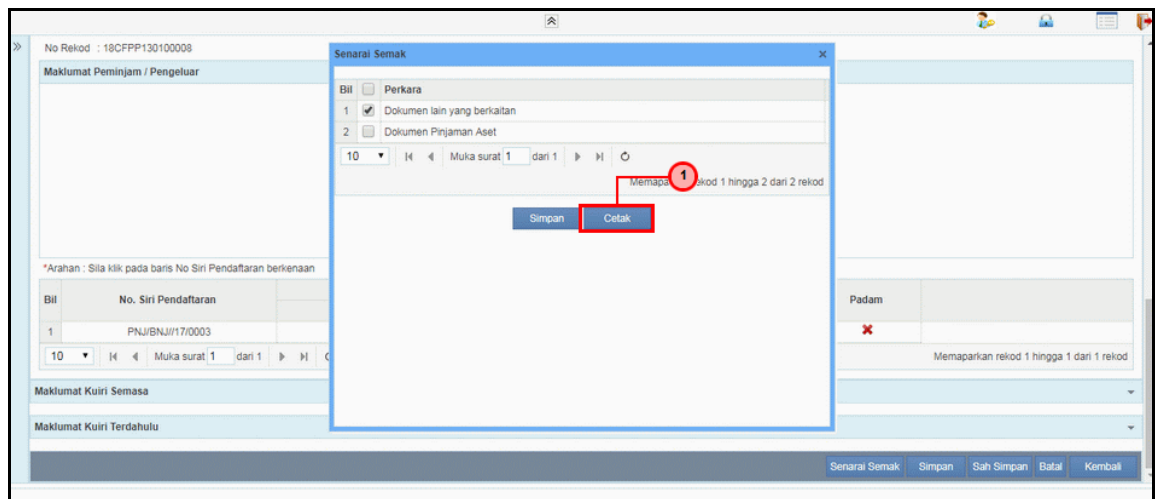 No Rekod : 18CFPP130100008
Maklumat Peminjam / Pengeluar
Senarai Semak ×
Bil Perkara
1 Dokumen lain yang berkaitan
2 Dokumen Pinjaman Aset
10 Muka surat 1 dari 1
1
rekod 1 hingga 2 dari 2 rekod
Simpan Cetak
*Arahan : Sila klik pada baris No Siri Pendaftaran berkenaan
Bil No. Siri Pendaftaran Padam
1 PNJ/BNJ//17/0003
10 Muka surat 1 dari 1 Memaparkan rekod 1 hingga 1 dari 1 rekod
Maklumat Kuiri Semasa
Maklumat Kuiri Terdahulu
Senarai Semak Simpan Sah Simpan Batal Kembali